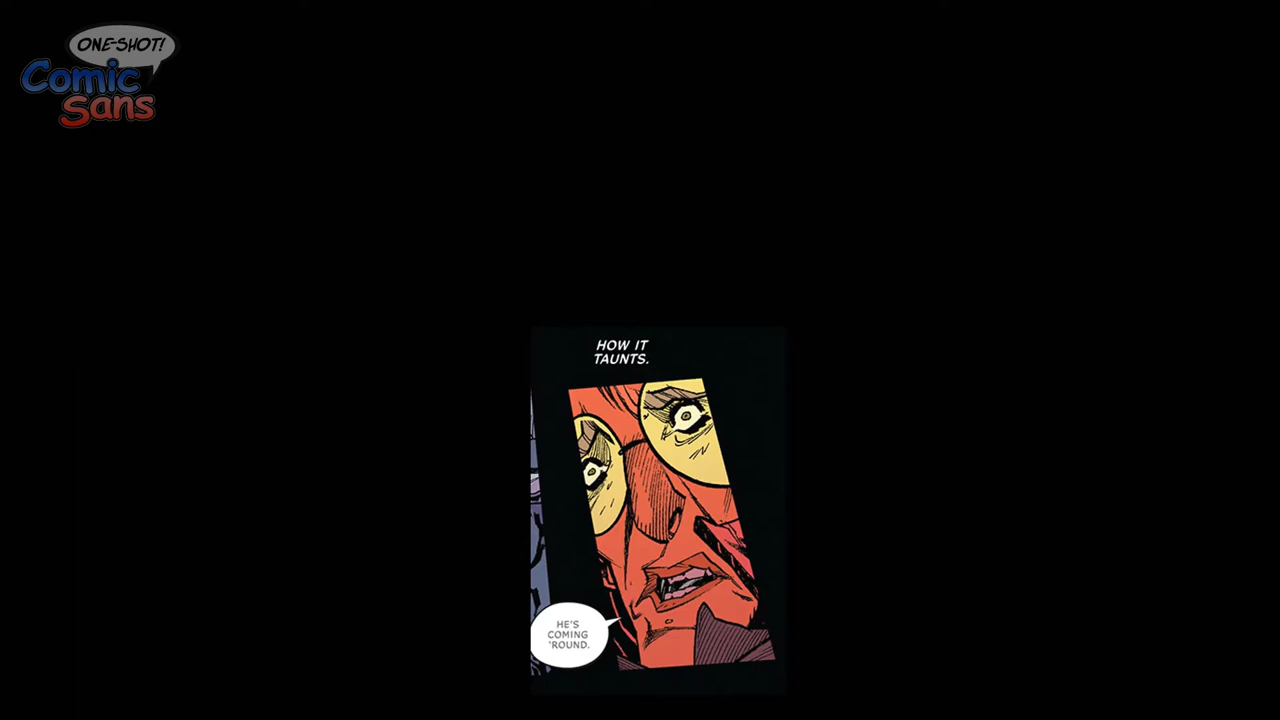 ONE-SHOT!
Comic
Sans
HOW IT
TAUNTS.
HE'S
COMING
'ROUND.